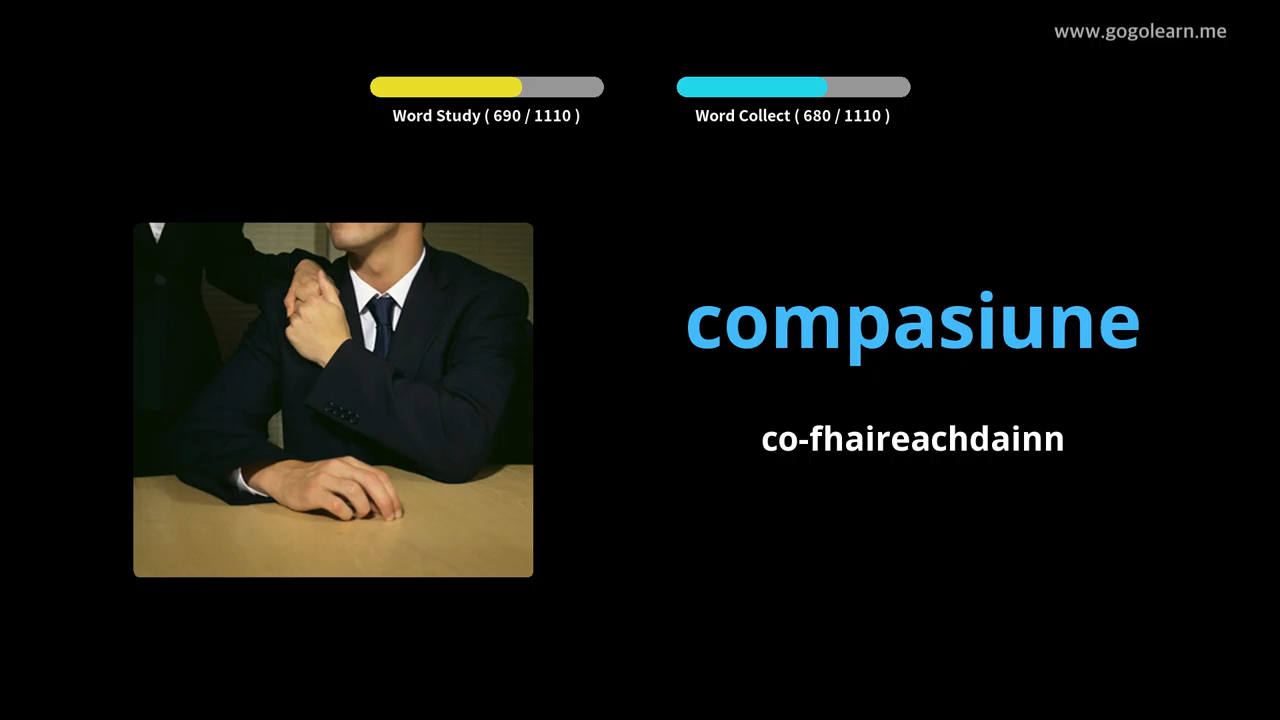 www.gogolearn.me
Word Study ( 690 / 1110 )
Word Collect ( 680 / 1110 )
compasiune
co-fhaireachdainn